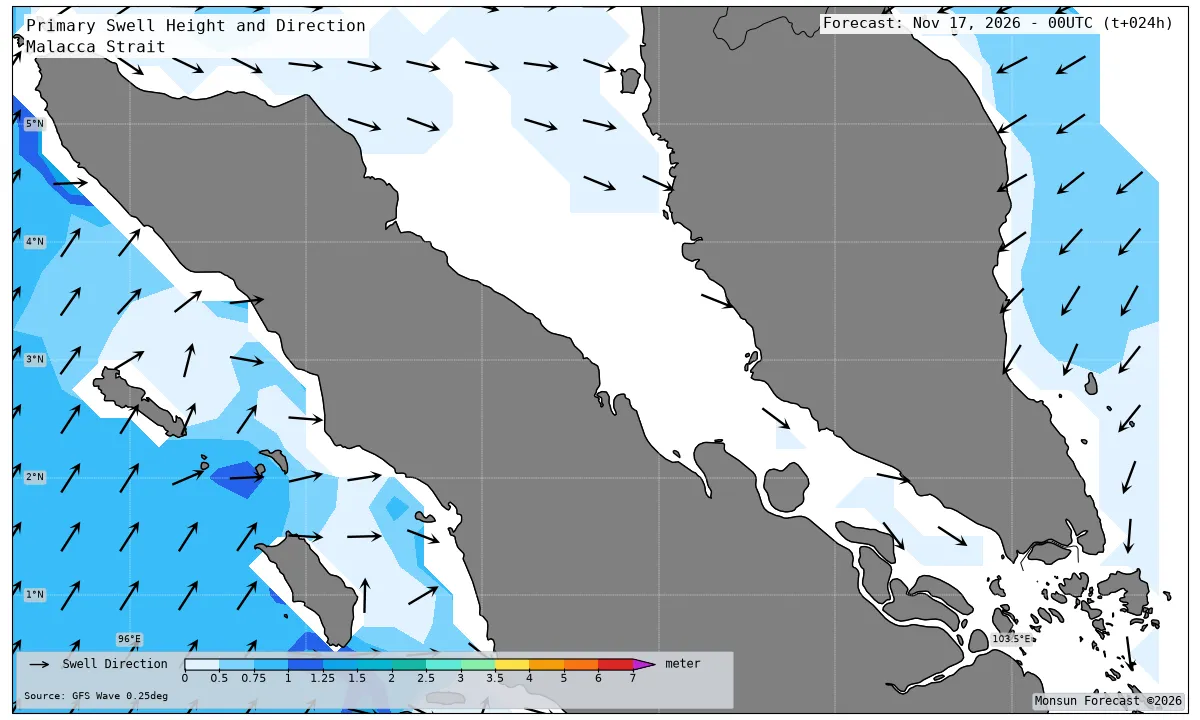 Primary Swell Height and Direction
Malacca Strait
Forecast: Nov 17, 2026 - 00UTC (t+024h)
5°N
4°N
3°N
2°N
1°N
96°E
103.5°E
Swell Direction
meter
0 0.5 0.75 1 1.25 1.5 2 2.5 3 3.5 4 5 6 7
Source: GFS Wave 0.25deg
Monsun Forecast ©2026